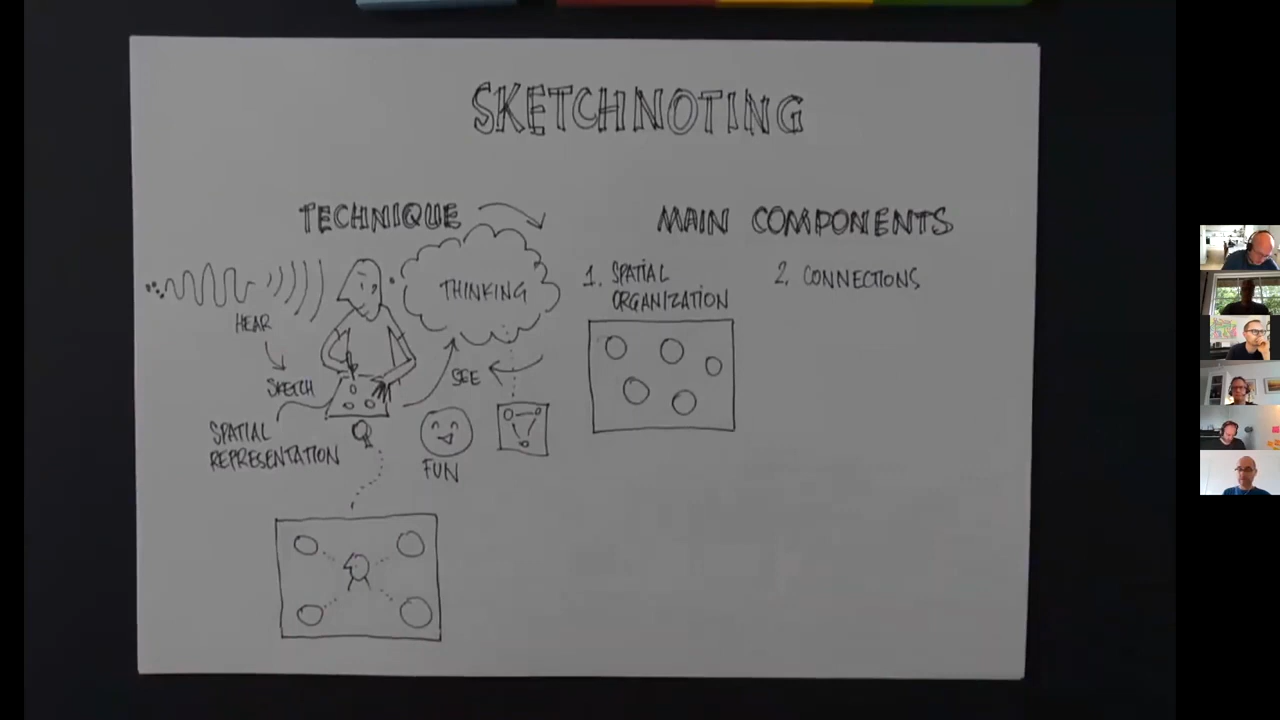 SKETCHNOTING
TECHNIQUE
THINKING
HEAR
SKETCH
SEE
SPATIAL
REPRESENTATION
FUN
MAIN COMPONENTS
1. SPATIAL
ORGANIZATION
2. CONNECTIONS